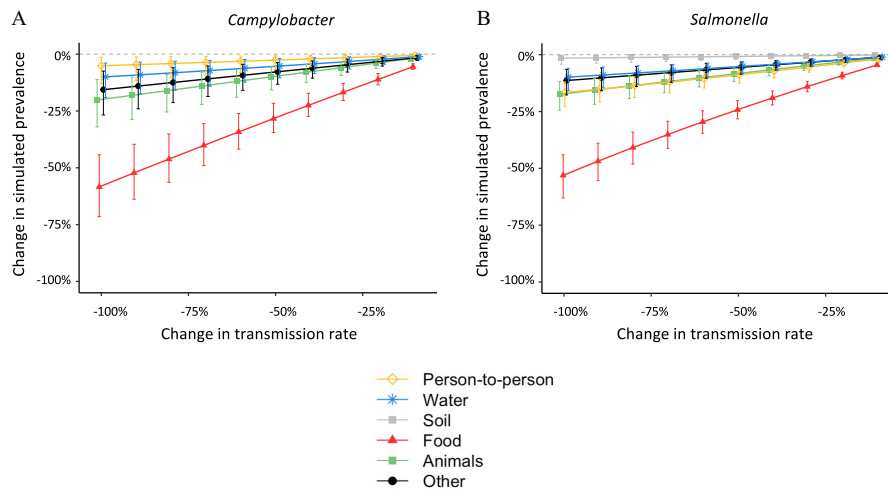 A
Campylobacter
0%
-25%
-50%
-75%
-100%
Change in simulated prevalence
-100%
-75%
-50%
-25%
Change in transmission rate
B
Salmonella
0%
-25%
-50%
-75%
-100%
Change in simulated prevalence
-100%
-75%
-50%
-25%
Change in transmission rate
Person-to-person
Water
Soil
Food
Animals
Other